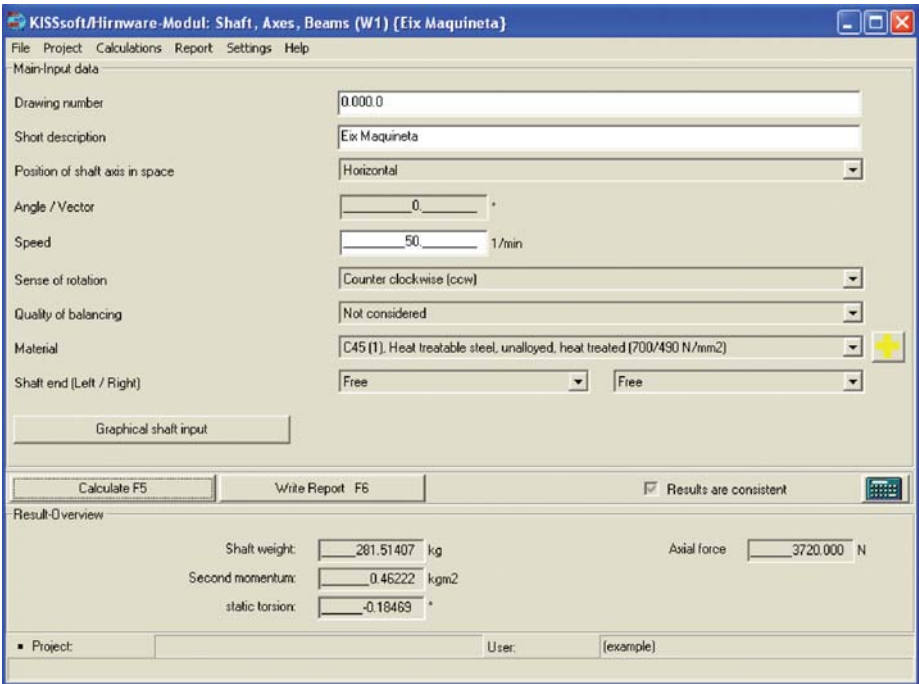 KISSsoft/Hirnware-Modul: Shaft, Axes, Beams (W1) {Eix Maquineta}
File Project Calculations Report Settings Help
Main-Input data
Drawing number 0.000.0
Short description Eix Maquineta
Position of shaft axis in space Horizontal
Angle / Vector 0. °
Speed 50. 1/min
Sense of rotation Counter clockwise (ccw)
Quality of balancing Not considered
Material C45 (1), Heat treatable steel, unalloyed, heat treated (700/490 N/mm2)
Shaft end (Left / Right) Free Free
Graphical shaft input
Calculate F5 Write Report F6 Results are consistent
Result-Overview
Shaft weight: 281.51407 kg Axial force 3720.000 N
Second momentum: 0.46222 kgm2
static torsion: -0.18469 °
Project: User: (example)